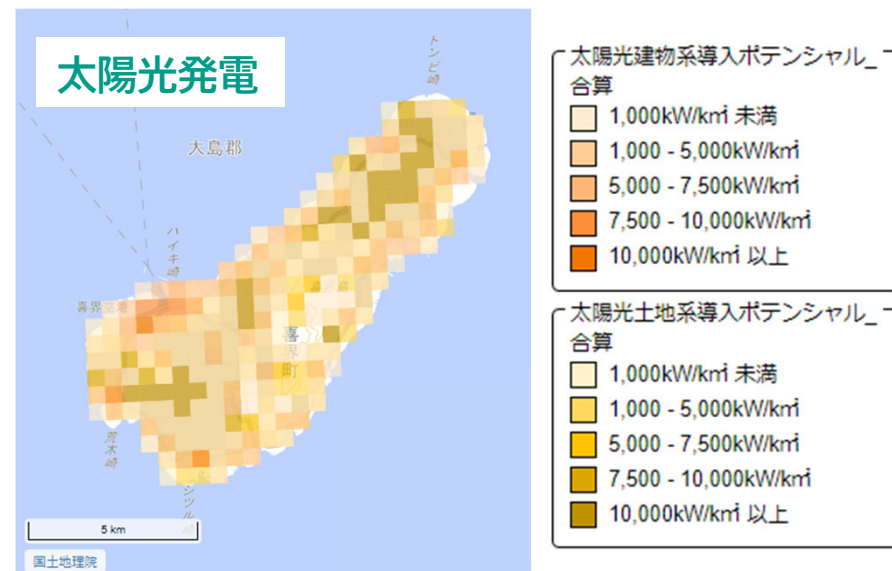 太陽光発電
トンビ崎
大島郡
ハイキ崎
喜界空港
喜界町
荒木崎
5 km
国土地理院
太陽光建物系導入ポテンシャル_
合算
1,000kW/k㎡ 未満
1,000 - 5,000kW/k㎡
5,000 - 7,500kW/k㎡
7,500 - 10,000kW/k㎡
10,000kW/k㎡ 以上
太陽光土地系導入ポテンシャル_
合算
1,000kW/k㎡ 未満
1,000 - 5,000kW/k㎡
5,000 - 7,500kW/k㎡
7,500 - 10,000kW/k㎡
10,000kW/k㎡ 以上